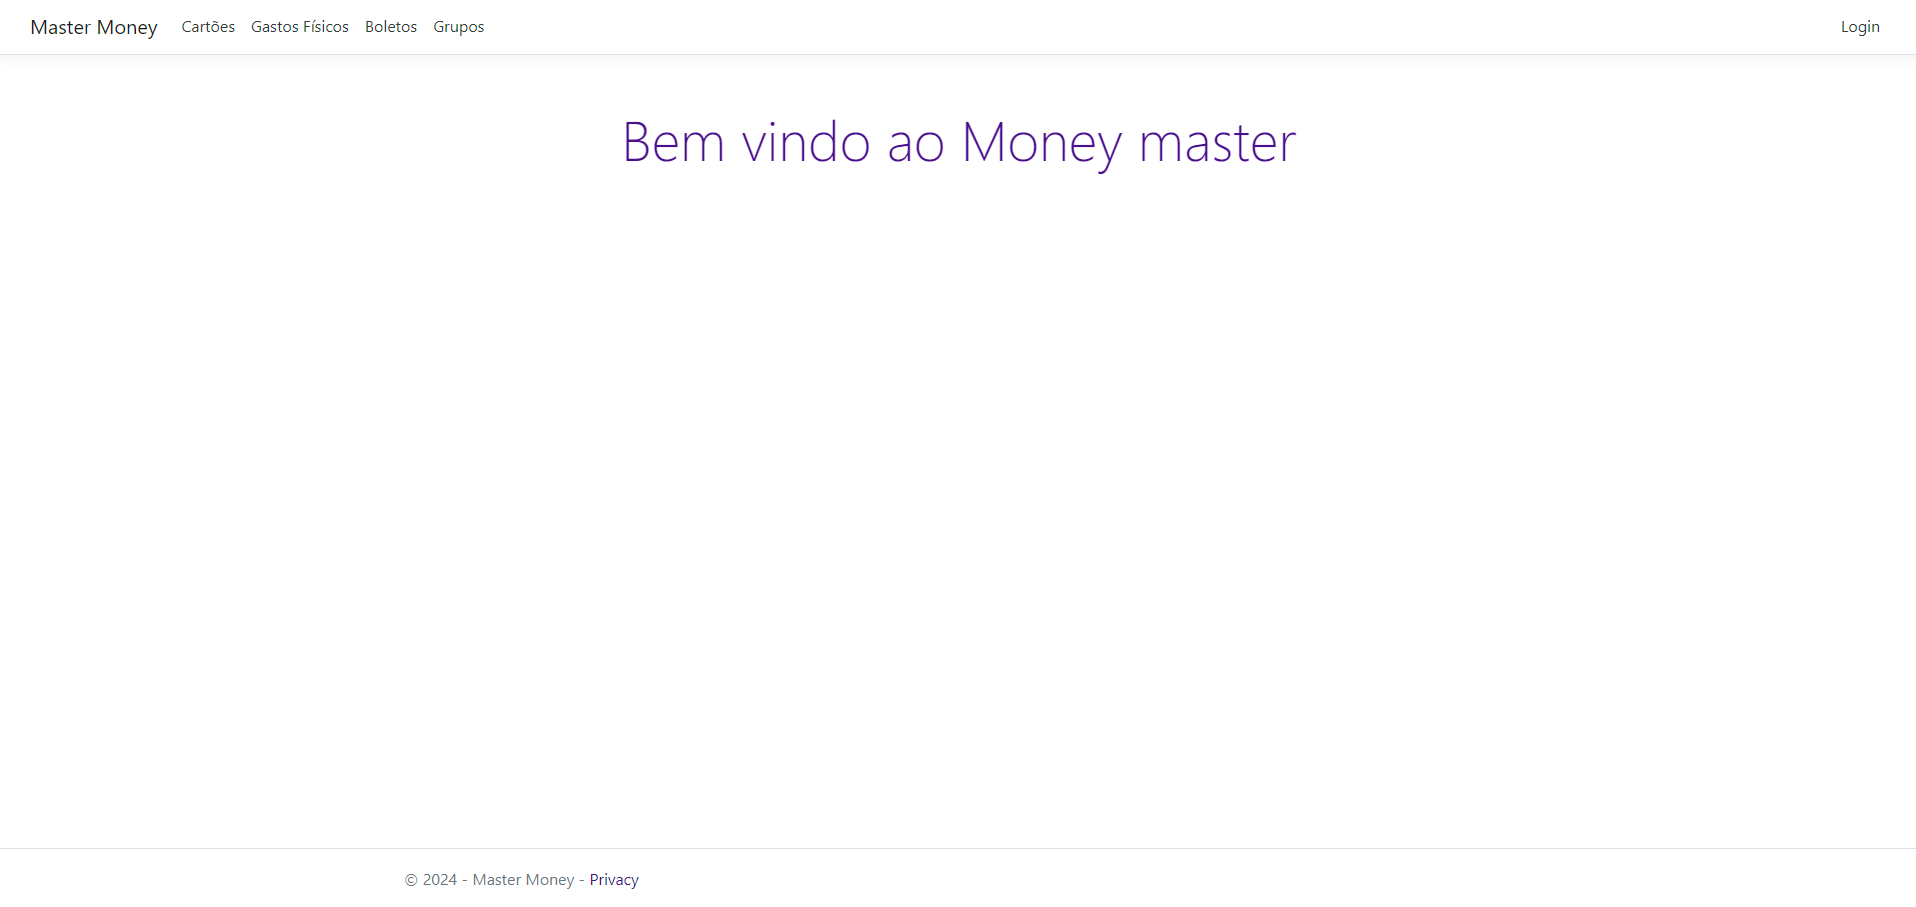 Master Money Cartões Gastos Físicos Boletos Grupos Login
Bem vindo ao Money master
© 2024 - Master Money - Privacy